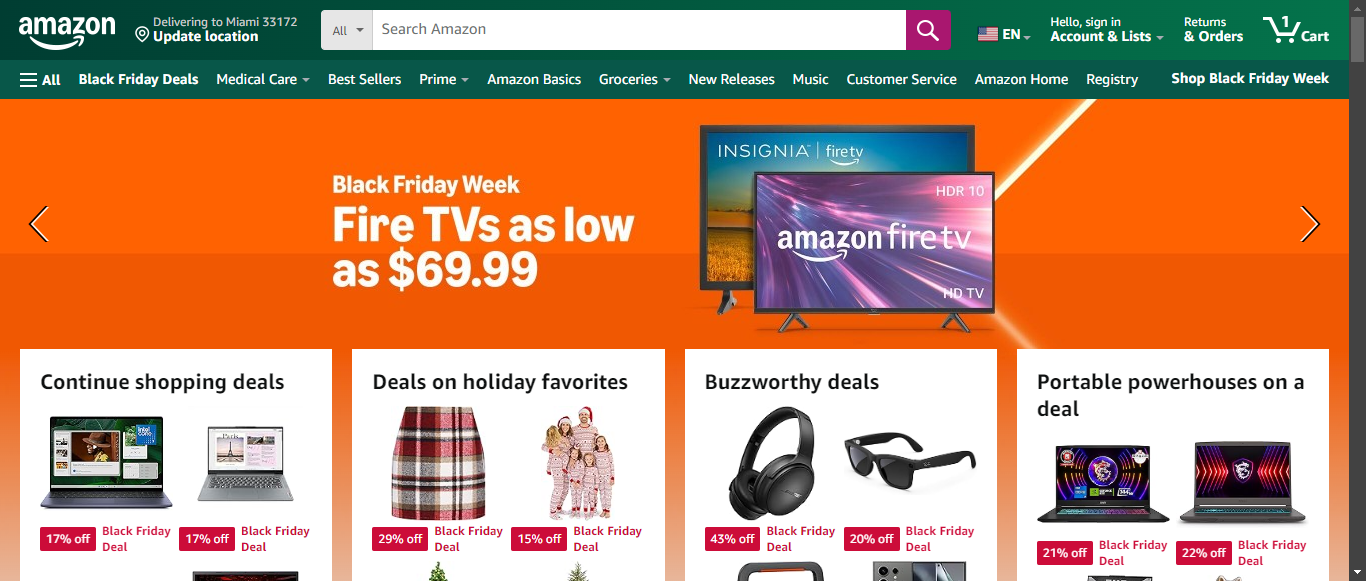 amazon
Delivering to Miami 33172
Update location
All
Search Amazon
EN
Hello, sign in
Account & Lists
Returns
& Orders
1
Cart
All
Black Friday Deals
Medical Care
Best Sellers
Prime
Amazon Basics
Groceries
New Releases
Music
Customer Service
Amazon Home
Registry
Shop Black Friday Week
Black Friday Week
Fire TVs as low
as $69.99
INSIGNIA | fire tv
HDR 10
amazon fire tv
HD TV
Continue shopping deals
Paris
17% off
Black Friday
Deal
17% off
Black Friday
Deal
Deals on holiday favorites
29% off
Black Friday
Deal
15% off
Black Friday
Deal
Buzzworthy deals
43% off
Black Friday
Deal
20% off
Black Friday
Deal
Portable powerhouses on a
deal
21% off
Black Friday
Deal
22% off
Black Friday
Deal